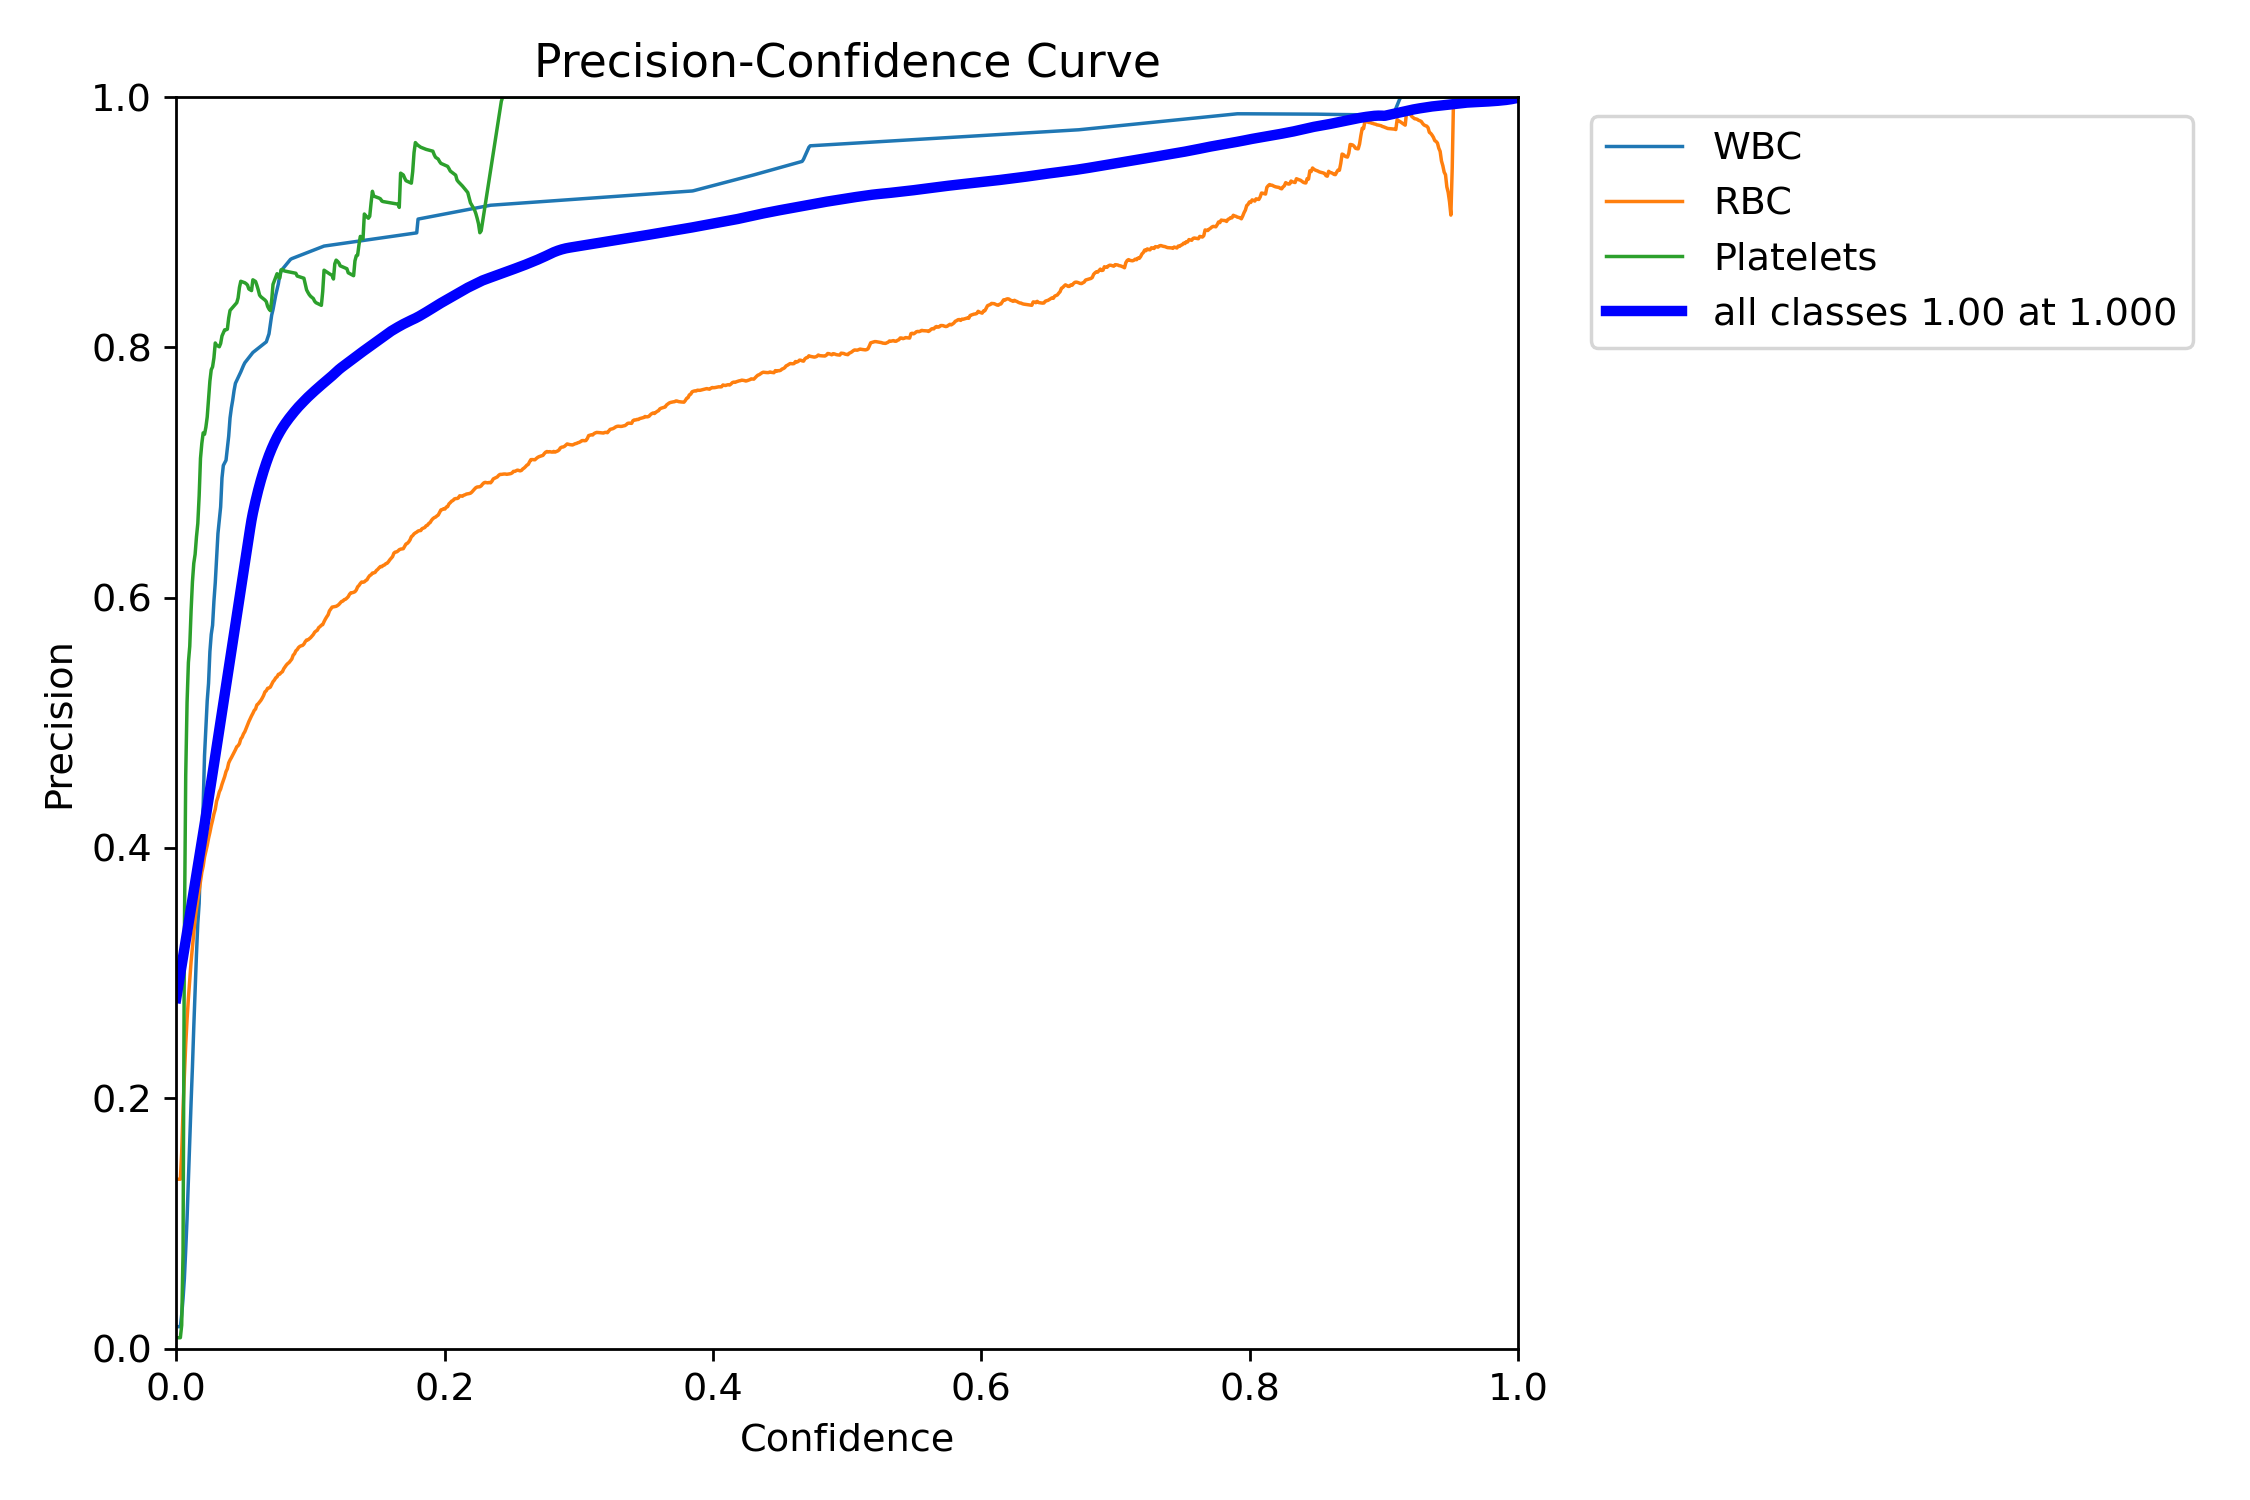 Precision-Confidence Curve
1.0
0.8
0.6
0.4
0.2
0.0
Precision
0.0 0.2 0.4 0.6 0.8 1.0
Confidence
WBC
RBC
Platelets
all classes 1.00 at 1.000